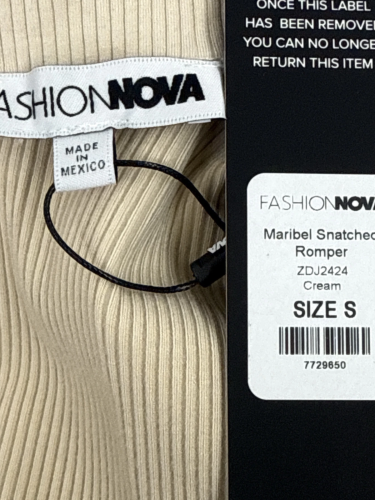 ONCE THIS LABEL
HAS BEEN REMOVED
YOU CAN NO LONGER
RETURN THIS ITEM
FASHIONNOVA
MADE
IN
MEXICO
NOVA
FASHIONNOVA
Maribel Snatched
Romper
ZDJ2424
Cream
SIZE S
7729650